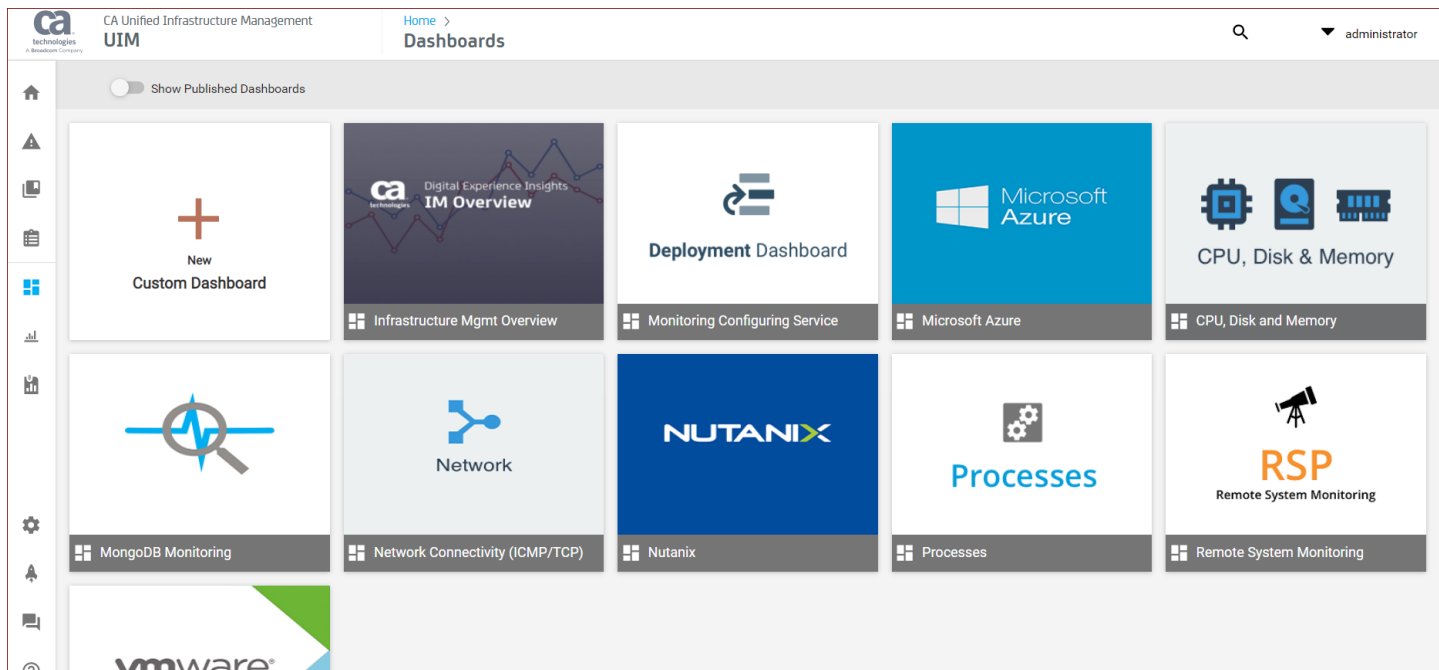 ca
technologies
A Broadcom Company
CA Unified Infrastructure Management
UIM
Home >
Dashboards
administrator
Show Published Dashboards
New
Custom Dashboard
ca
technologies
Digital Experience Insights
IM Overview
Infrastructure Mgmt Overview
Deployment Dashboard
Monitoring Configuring Service
Microsoft
Azure
Microsoft Azure
CPU, Disk & Memory
CPU, Disk and Memory
MongoDB Monitoring
Network
Network Connectivity (ICMP/TCP)
NUTANIX
Nutanix
Processes
Processes
RSP
Remote System Monitoring
Remote System Monitoring
vmware®